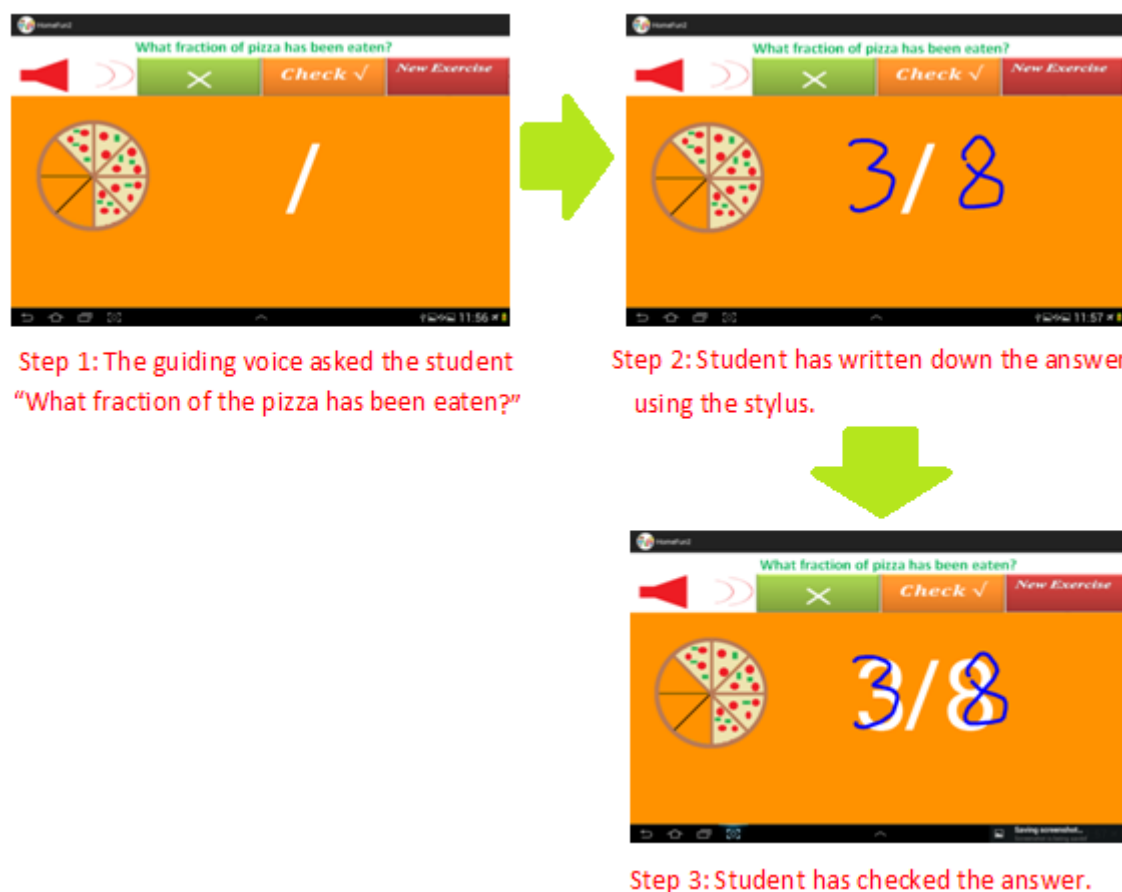 HomeFun2
What fraction of pizza has been eaten?
× Check √ New Exercise
/
11:56
Step 1: The guiding voice asked the student
“What fraction of the pizza has been eaten?”
HomeFun2
What fraction of pizza has been eaten?
× Check √ New Exercise
3/8
11:57
Step 2: Student has written down the answer
using the stylus.
HomeFun2
What fraction of pizza has been eaten?
× Check √ New Exercise
3/8
Saving screenshot...
Step 3: Student has checked the answer.